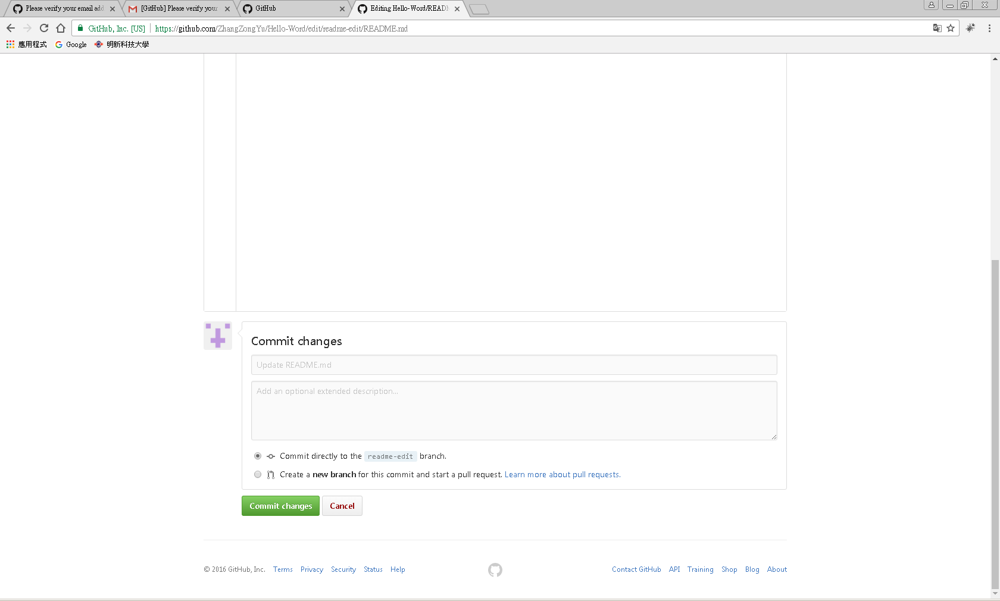 Please verify your email add
[GitHub] Please verify your
GitHub
Editing Hello-Word/READM
GitHub, Inc. [US]
https://github.com/ZhangZongYu/Hello-Word/edit/readme-edit/README.md
應用程式
Google
明新科技大學
Commit changes
Update README.md
Add an optional extended description...
Commit directly to the readme-edit branch.
Create a new branch for this commit and start a pull request. Learn more about pull requests.
Commit changes
Cancel
© 2016 GitHub, Inc. Terms Privacy Security Status Help
Contact GitHub API Training Shop Blog About